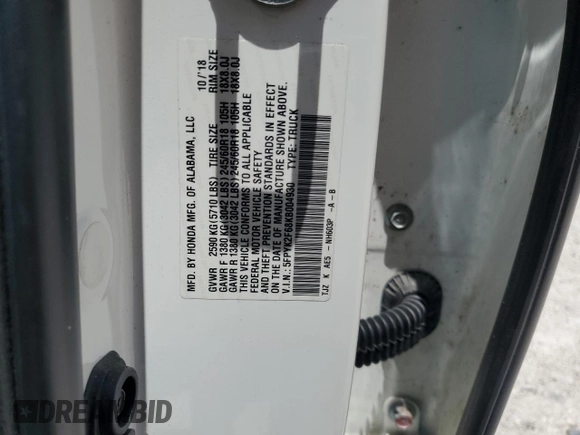 MFG. BY HONDA MFG. OF ALABAMA, LLC 10/'18
GVWR 2590 KG(5710 LBS) TIRE SIZE RIM SIZE
GAWR F 1380 KG(3042 LBS) 245/60R18 105H 18X8.0J
GAWR R 1380 KG(3042 LBS) 245/60R18 105H 18X8.0J
THIS VEHICLE CONFORMS TO ALL APPLICABLE
FEDERAL MOTOR VEHICLE SAFETY
AND THEFT PREVENTION STANDARDS IN EFFECT
ON THE DATE OF MANUFACTURE SHOWN ABOVE.
V.I.N.: 5FPYK2F68KB004960 TYPE: TRUCK
TJZ K AE5 -NH603P -A-B
DREAMBID